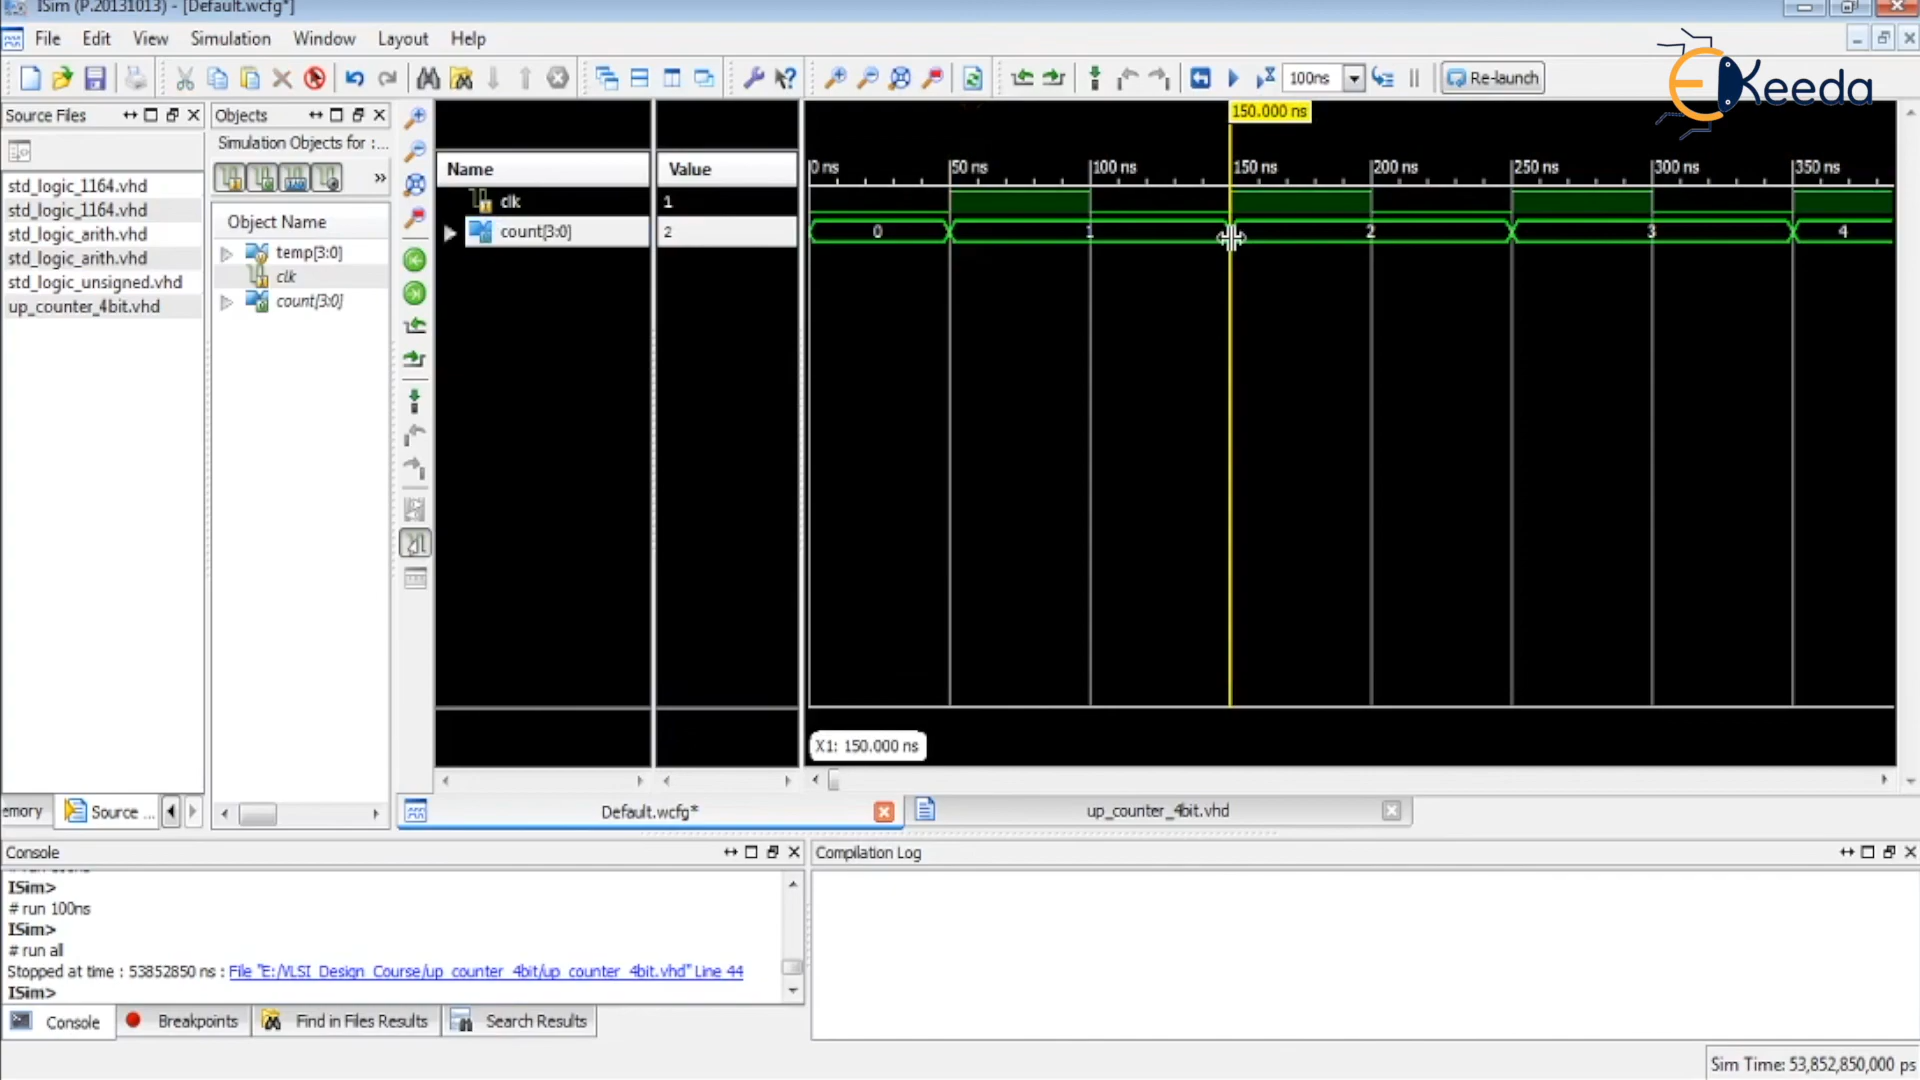 ISim (P.20131013) - [Default.wcfg*]
File Edit View Simulation Window Layout Help
100ns
Re-launch
EKeeda
Source Files
Objects
Simulation Objects for :...
std_logic_1164.vhd
std_logic_1164.vhd
std_logic_arith.vhd
std_logic_arith.vhd
std_logic_unsigned.vhd
up_counter_4bit.vhd
Object Name
temp[3:0]
clk
count[3:0]
Name
Value
clk
1
count[3:0]
2
150.000 ns
0 ns
50 ns
100 ns
150 ns
200 ns
250 ns
300 ns
350 ns
0
1
2
3
4
X1: 150.000 ns
emory
Source ...
Default.wcfg*
up_counter_4bit.vhd
Console
ISim>
# run 100ns
ISim>
# run all
Stopped at time : 53852850 ns : File "E:/VLSI_Design_Course/up_counter_4bit/up_counter_4bit.vhd" Line 44
ISim>
Console
Breakpoints
Find in Files Results
Search Results
Compilation Log
Sim Time: 53,852,850,000 ps